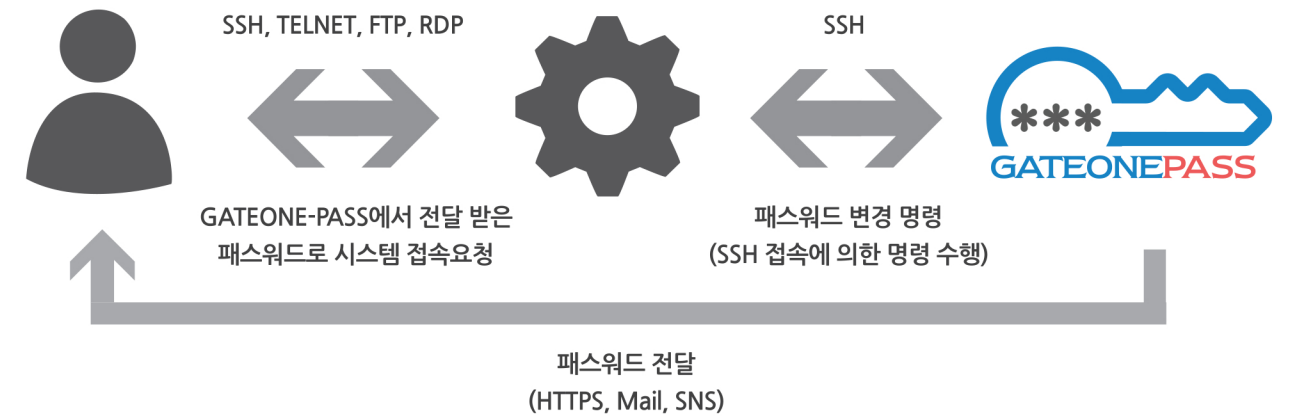 SSH, TELNET, FTP, RDP
SSH
***
GATEONEPASS
GATEONE-PASS에서 전달 받은
패스워드로 시스템 접속요청
패스워드 변경 명령
(SSH 접속에 의한 명령 수행)
패스워드 전달
(HTTPS, Mail, SNS)